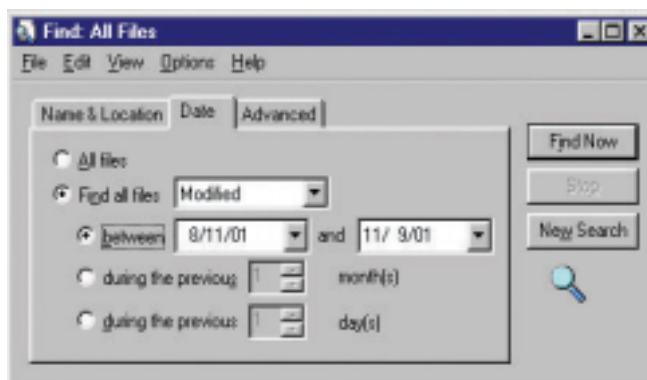 Find: All Files
File Edit View Options Help
Name & Location Date Advanced
All files
Find all files Modified
between 8/11/01 and 11/ 9/01
during the previous 1 month(s)
during the previous 1 day(s)
Find Now
Stop
New Search